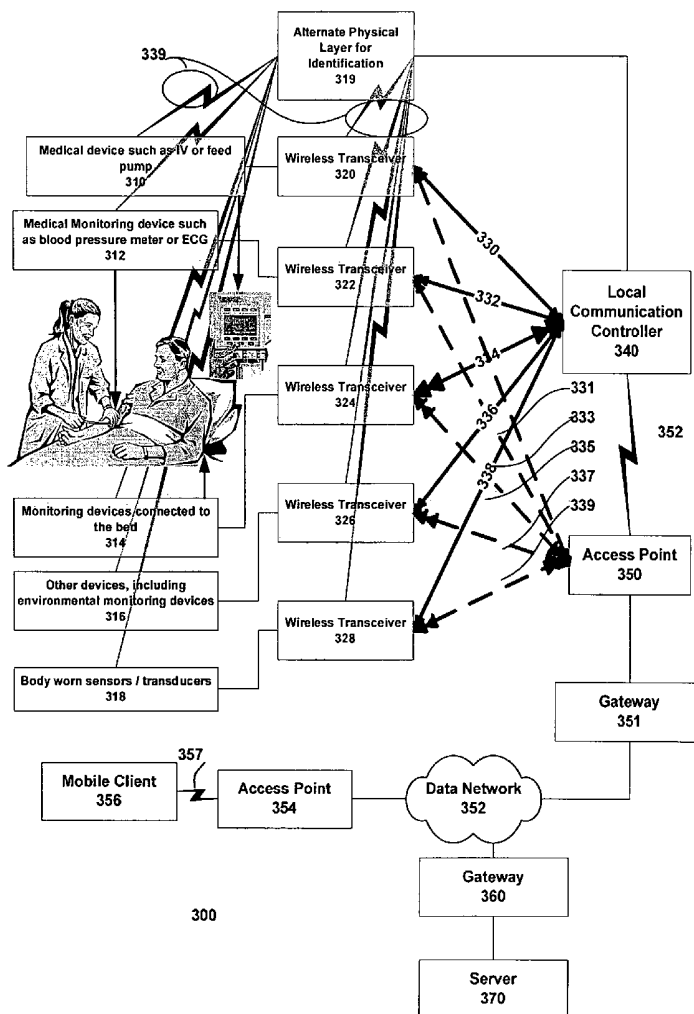 Alternate Physical
Layer for
Identification
319
339
Medical device such as IV or feed
pump
310
Wireless Transceiver
320
Medical Monitoring device such
as blood pressure meter or ECG
312
Wireless Transceiver
322
330
332
334
336
338
Local
Communication
Controller
340
Wireless Transceiver
324
331
333
335
337
339
352
Monitoring devices connected to
the bed
314
Wireless Transceiver
326
Access Point
350
Other devices, including
environmental monitoring devices
316
Wireless Transceiver
328
Body worn sensors / transducers
318
Gateway
351
357
Mobile Client
356
Access Point
354
Data Network
352
Gateway
360
300
Server
370